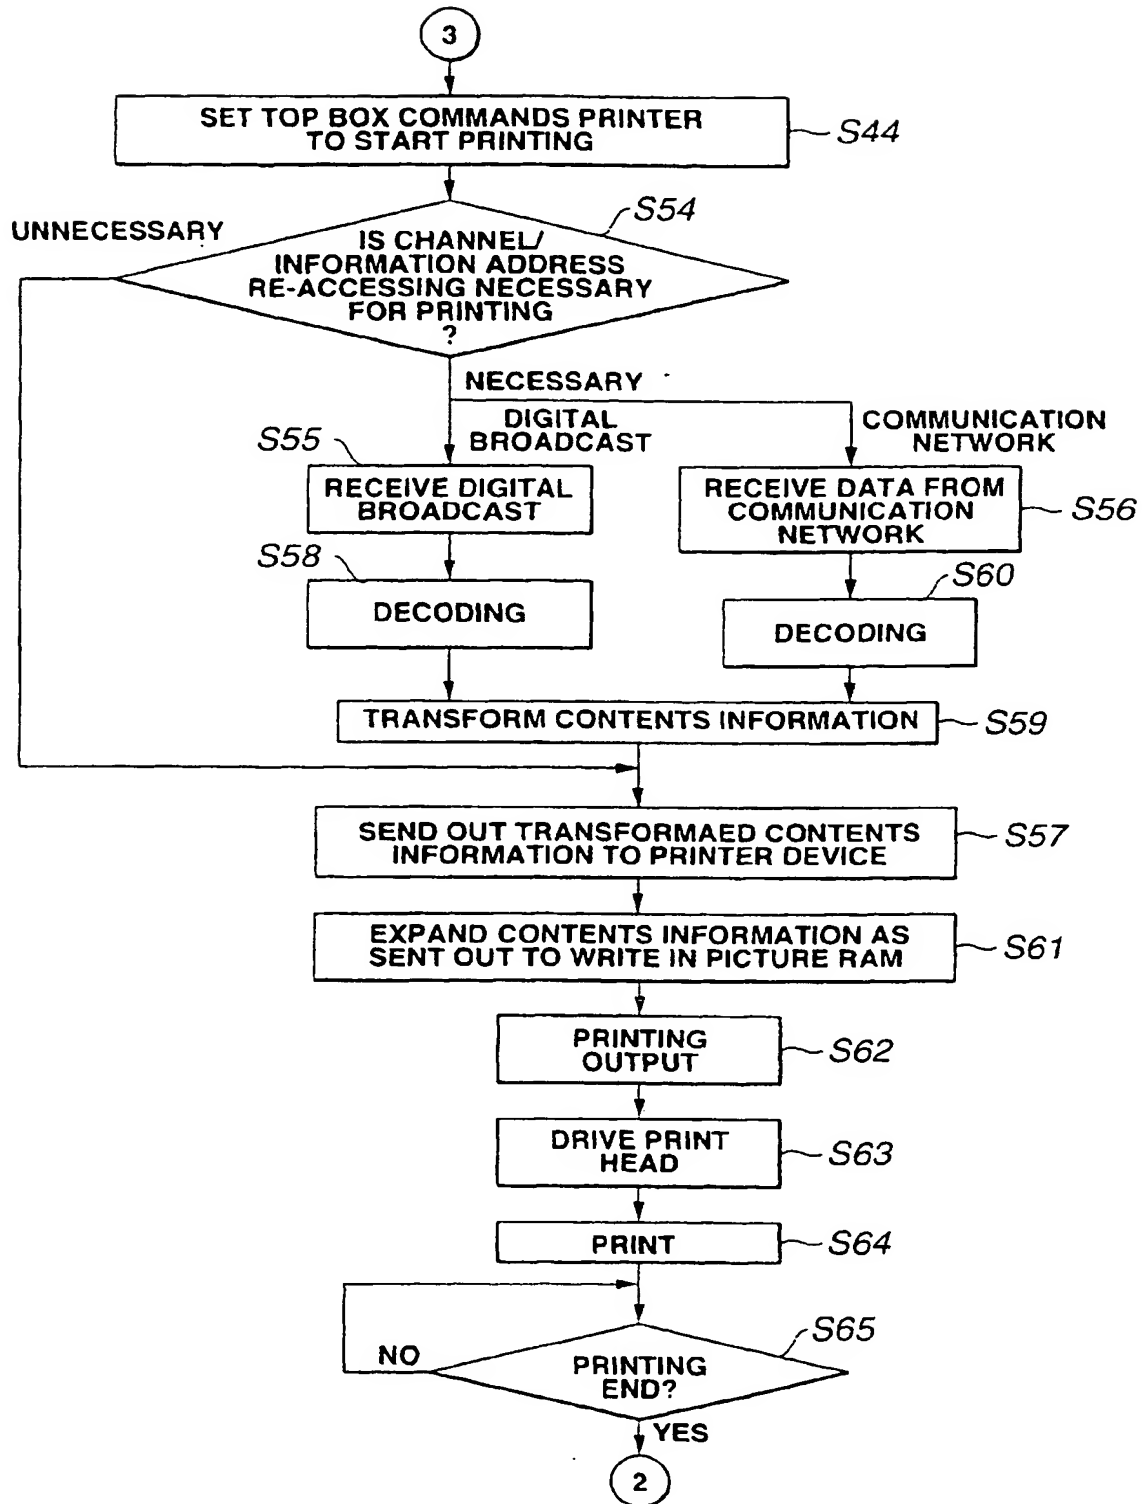 3
SET TOP BOX COMMANDS PRINTER
TO START PRINTING
S44
S54
UNNECESSARY
IS CHANNEL/
INFORMATION ADDRESS
RE-ACCESSING NECESSARY
FOR PRINTING
?
NECESSARY
DIGITAL
BROADCAST
COMMUNICATION
NETWORK
S55
RECEIVE DIGITAL
BROADCAST
RECEIVE DATA FROM
COMMUNICATION
NETWORK
S56
S58
DECODING
S60
DECODING
TRANSFORM CONTENTS INFORMATION
S59
SEND OUT TRANSFORMAED CONTENTS
INFORMATION TO PRINTER DEVICE
S57
EXPAND CONTENTS INFORMATION AS
SENT OUT TO WRITE IN PICTURE RAM
S61
PRINTING
OUTPUT
S62
DRIVE PRINT
HEAD
S63
PRINT
S64
S65
NO
PRINTING
END?
YES
2